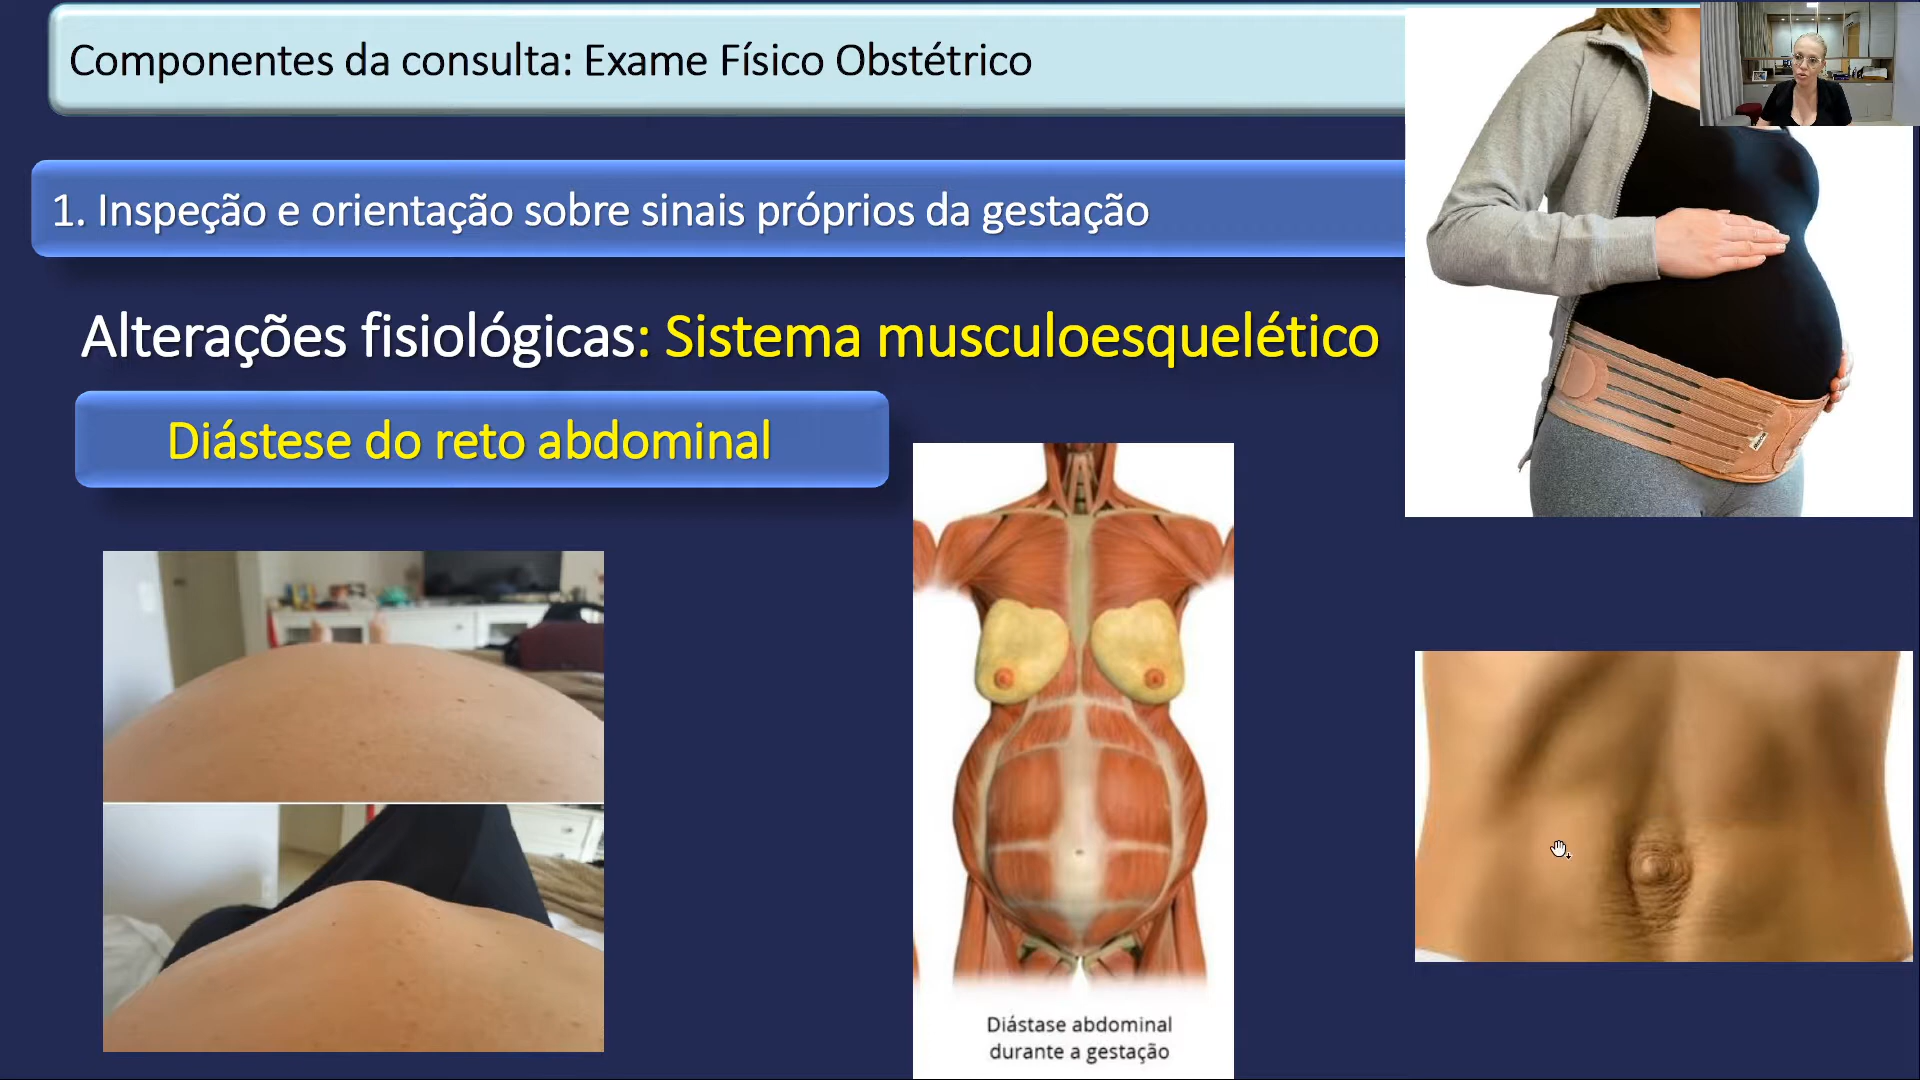 Componentes da consulta: Exame Físico Obstétrico
1. Inspeção e orientação sobre sinais próprios da gestação
Alterações fisiológicas: Sistema musculoesquelético
Diástese do reto abdominal
Diástase abdominal
durante a gestação